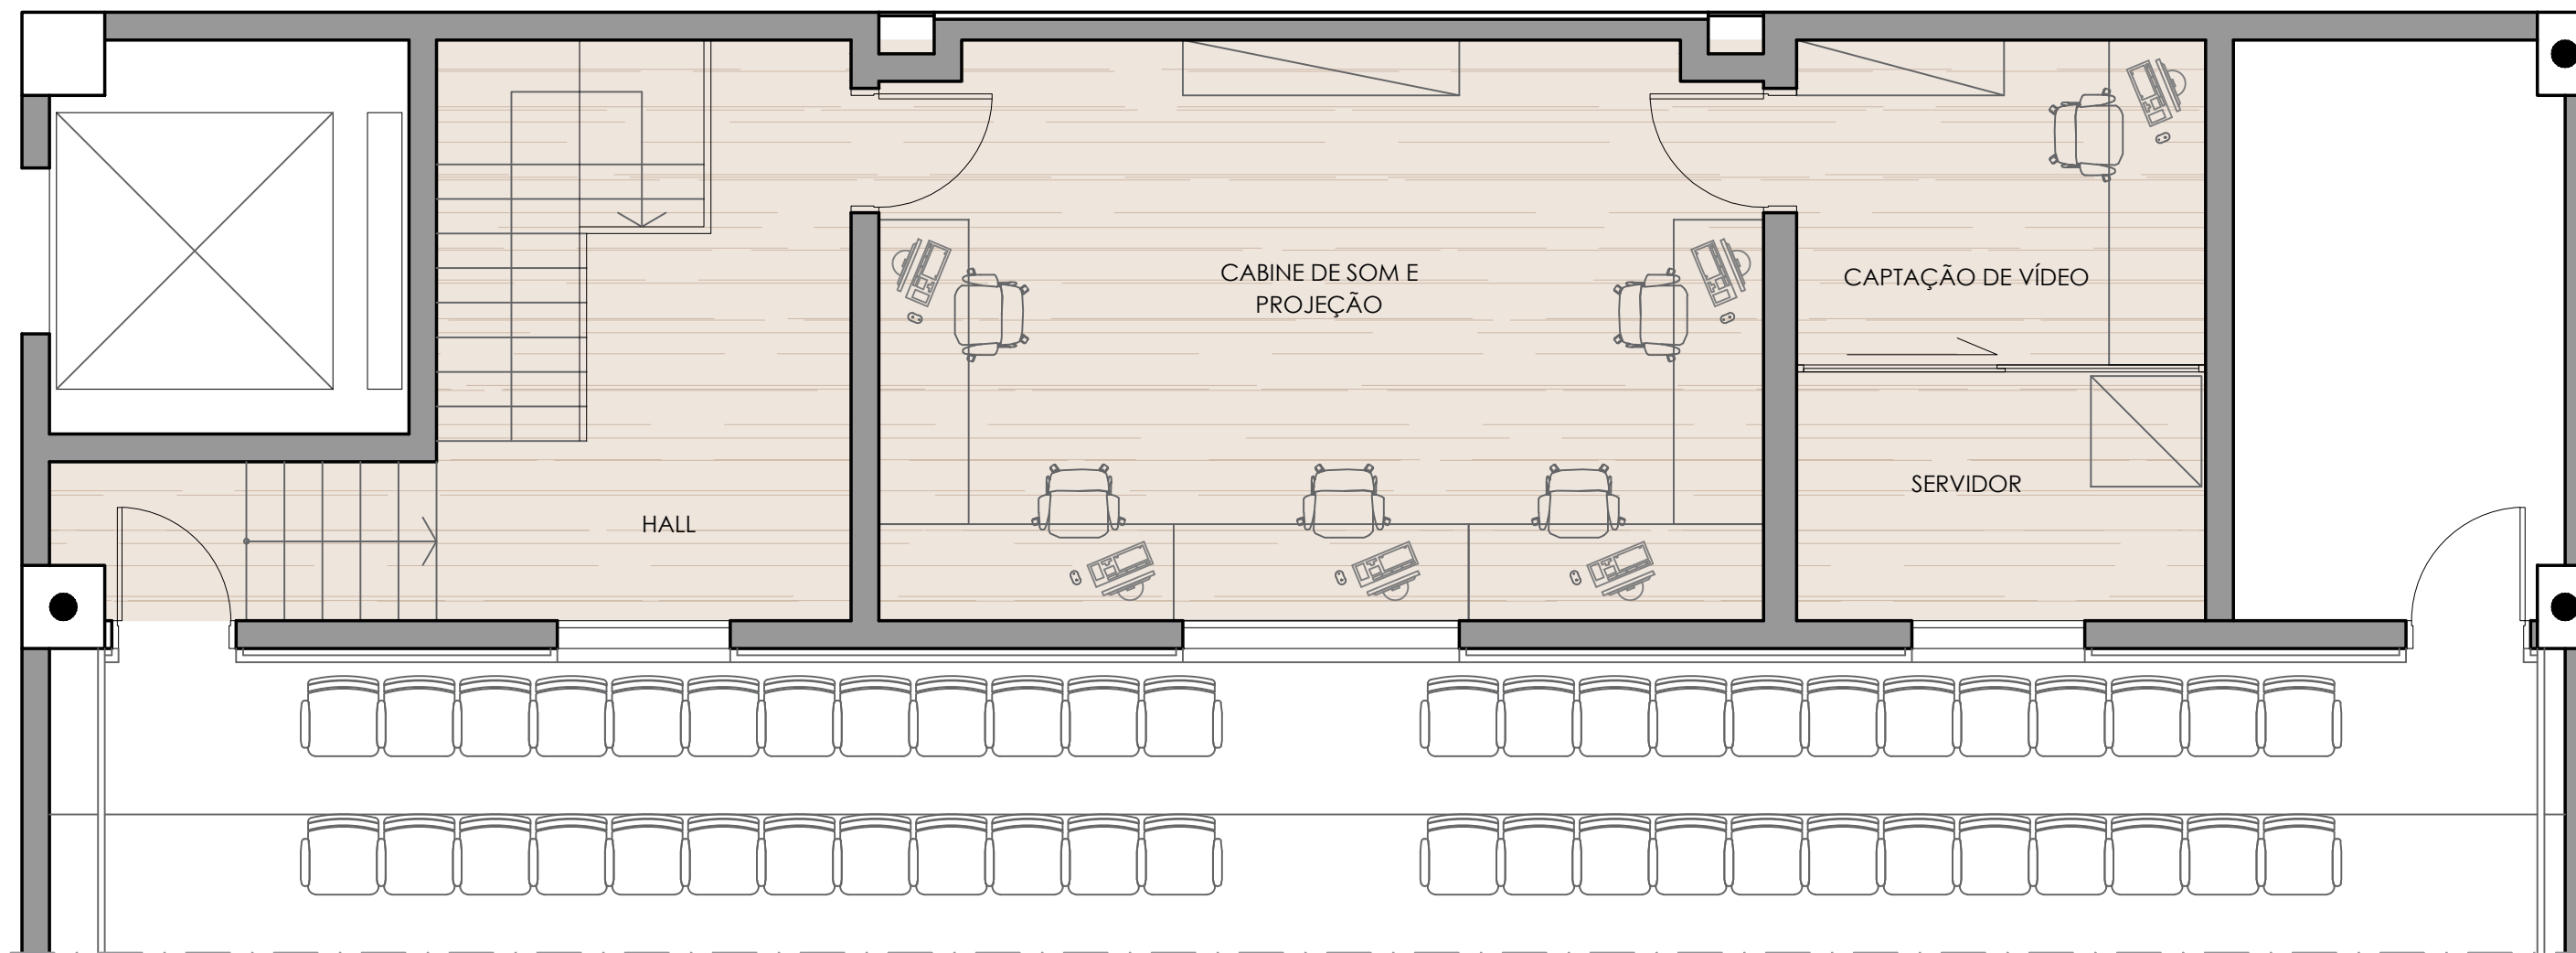 CABINE DE SOM E
PROJEÇÃO
CAPTAÇÃO DE VÍDEO
SERVIDOR
HALL